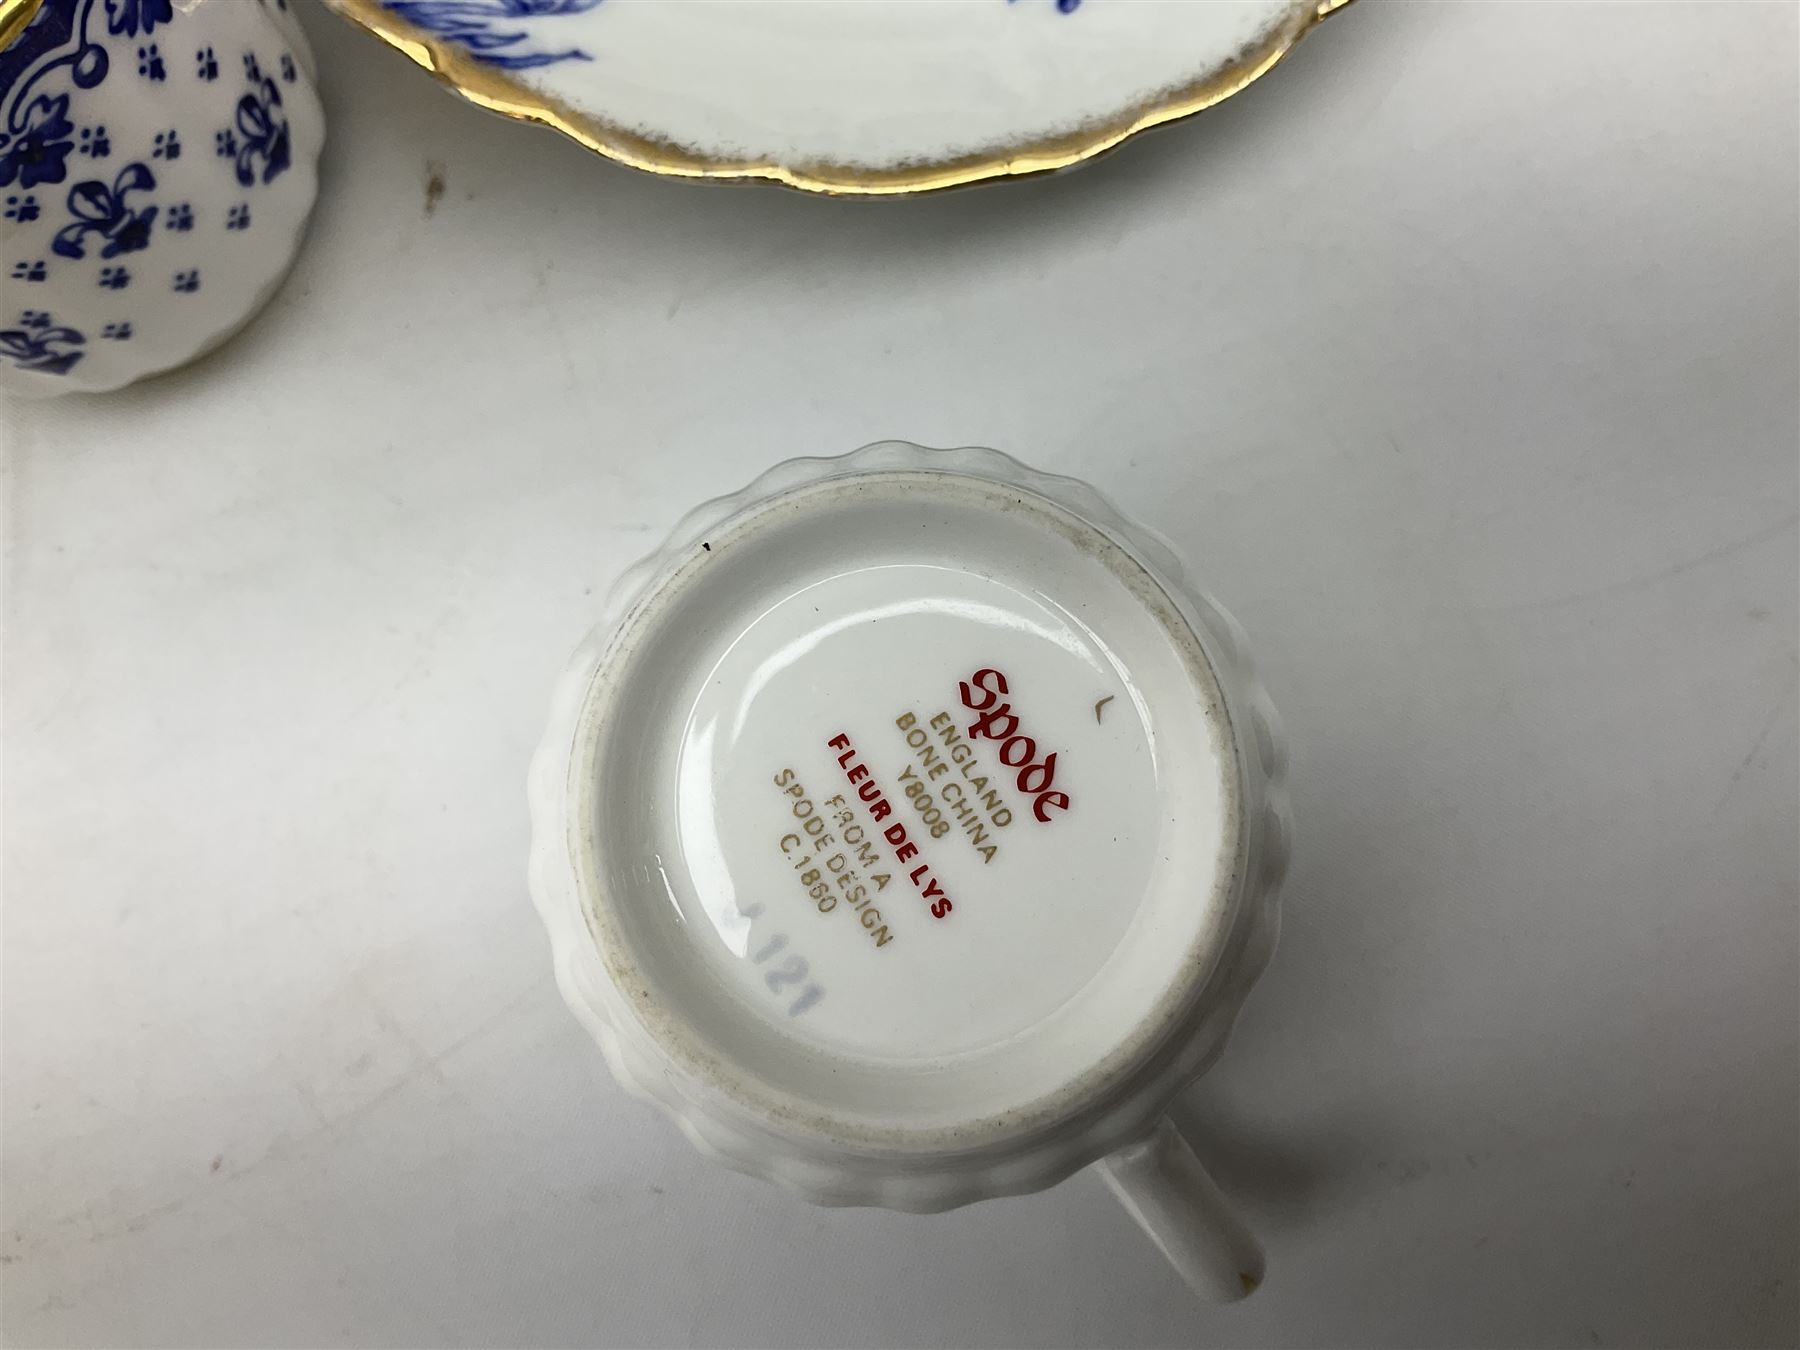 Spode
ENGLAND
BONE CHINA
Y8008
FLEUR DE LYS
FROM A
SPODE DESIGN
C.1860
L
121